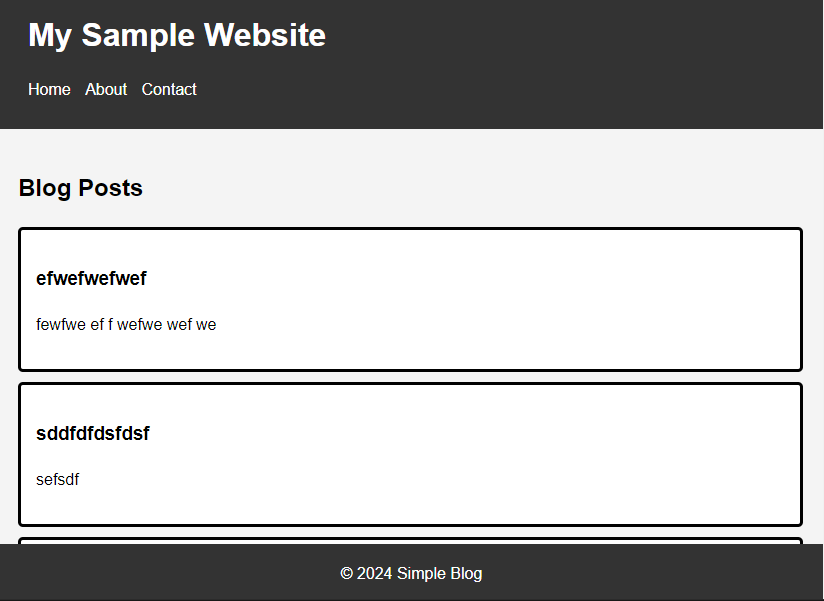 My Sample Website
Home About Contact
Blog Posts
efwefwefwef
fewfwe ef f wefwe wef we
sddfdfdsfdsf
sefsdf
© 2024 Simple Blog